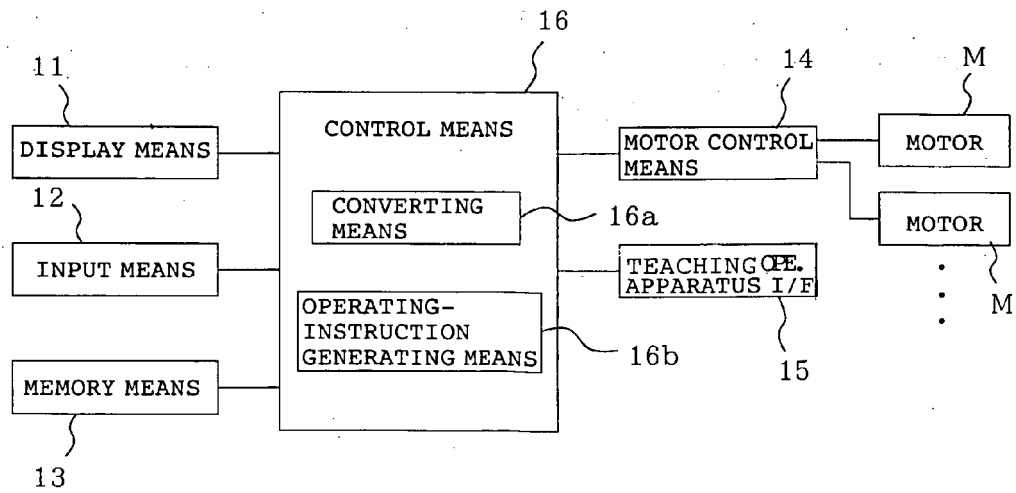 16
11
14
M
DISPLAY MEANS
CONTROL MEANS
MOTOR CONTROL
MEANS
MOTOR
12
CONVERTING
MEANS
16a
MOTOR
INPUT MEANS
TEACHING OPE.
APPARATUS I/F
M
OPERATING-
INSTRUCTION
GENERATING MEANS
16b
15
MEMORY MEANS
13